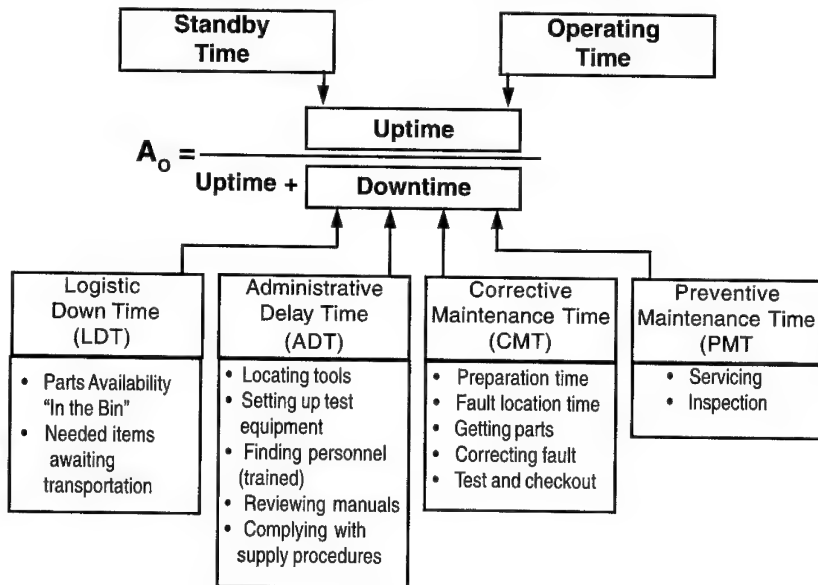 Standby
Time
Operating
Time
Uptime
A₀ =
Uptime +
Downtime
Logistic
Down Time
(LDT)
• Parts Availability
"In the Bin"
• Needed items
awaiting
transportation
Administrative
Delay Time
(ADT)
• Locating tools
• Setting up test
equipment
• Finding personnel
(trained)
• Reviewing manuals
• Complying with
supply procedures
Corrective
Maintenance Time
(CMT)
• Preparation time
• Fault location time
• Getting parts
• Correcting fault
• Test and checkout
Preventive
Maintenance Time
(PMT
• Servicing
• Inspection